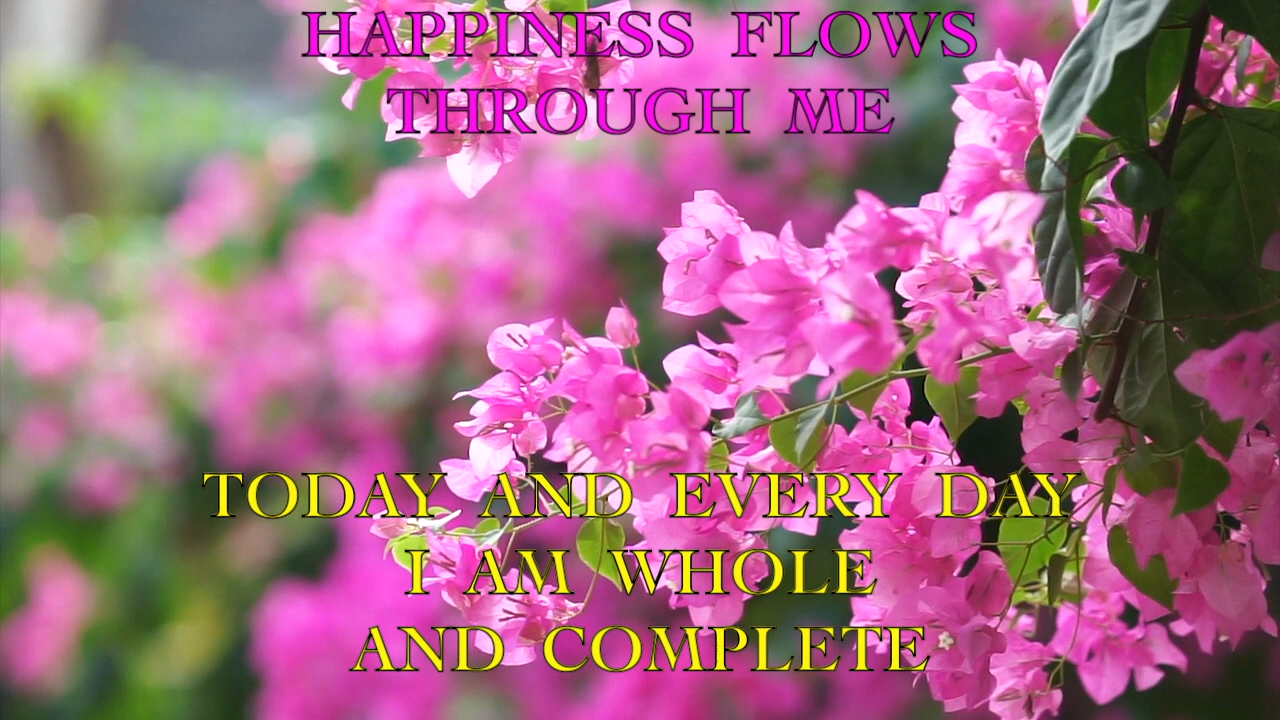 HAPPINESS FLOWS
THROUGH ME
TODAY AND EVERY DAY
I AM WHOLE
AND COMPLETE